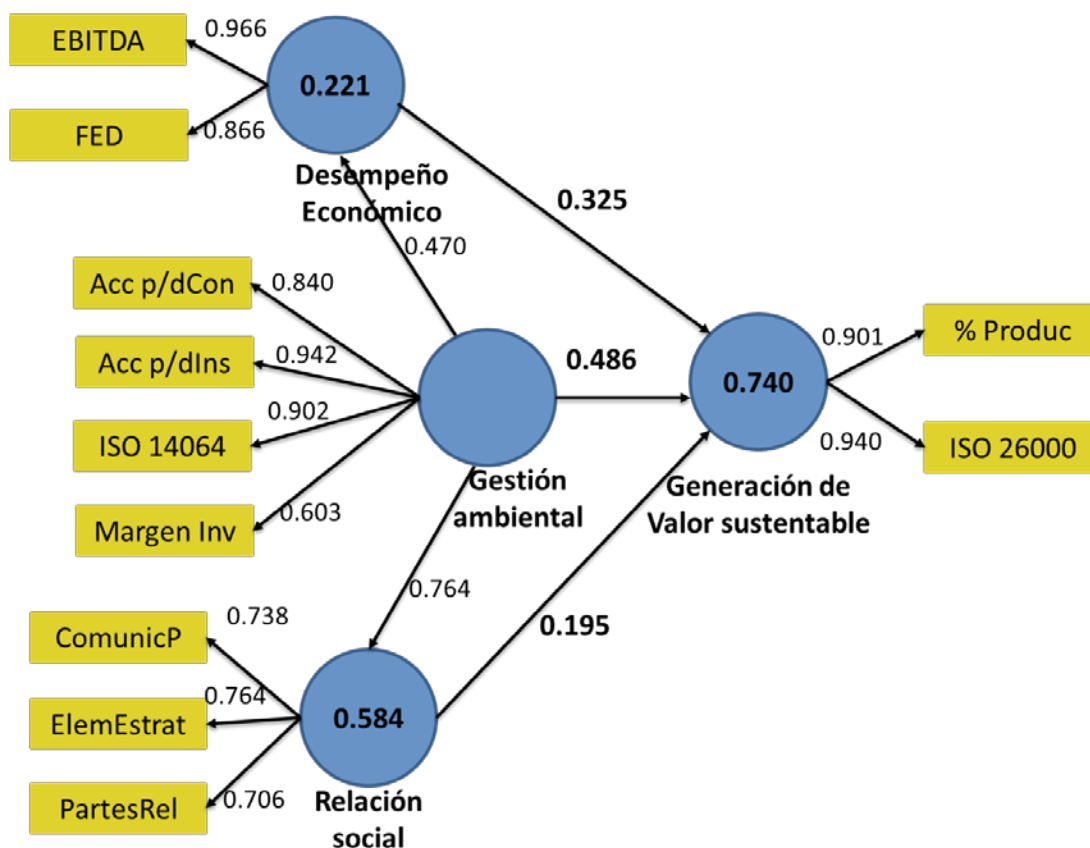 EBITDA
0.966
FED
0.866
0.221
Desempeño
Económico
0.470
0.325
Acc p/dCon
0.840
Acc p/dIns
0.942
ISO 14064
0.902
Margen Inv
0.603
Gestión
ambiental
0.486
0.740
Generación de
Valor sustentable
0.901
% Produc
0.940
ISO 26000
0.764
0.195
ComunicP
0.738
ElemEstrat
0.764
PartesRel
0.706
0.584
Relación
social